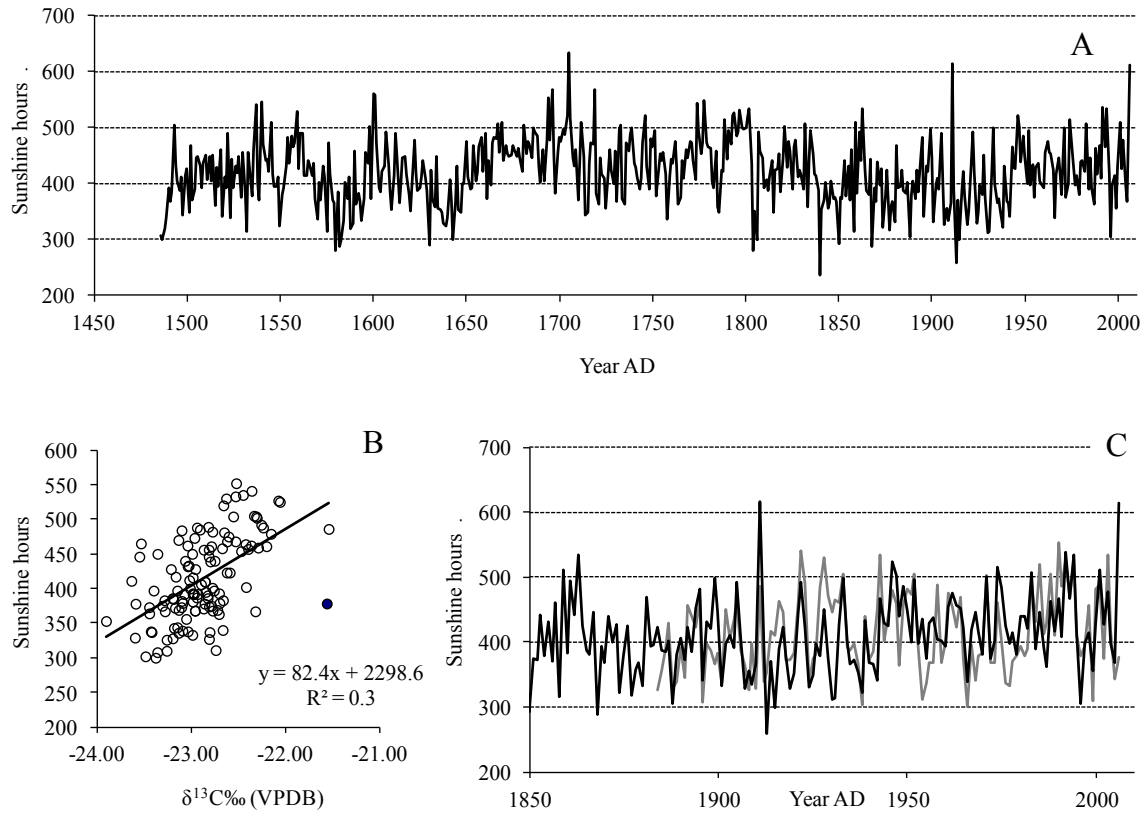 A
700
600
500
400
300
200
Sunshine hours .
1450 1500 1550 1600 1650 1700 1750 1800 1850 1900 1950 2000
Year AD
B
600
550
500
450
400
350
300
250
200
Sunshine hours
y = 82.4x + 2298.6
R² = 0.3
-24.00 -23.00 -22.00 -21.00
δ¹³C‰ (VPDB)
C
700
600
500
400
300
200
Sunshine hours .
1850 1900 1950 2000
Year AD